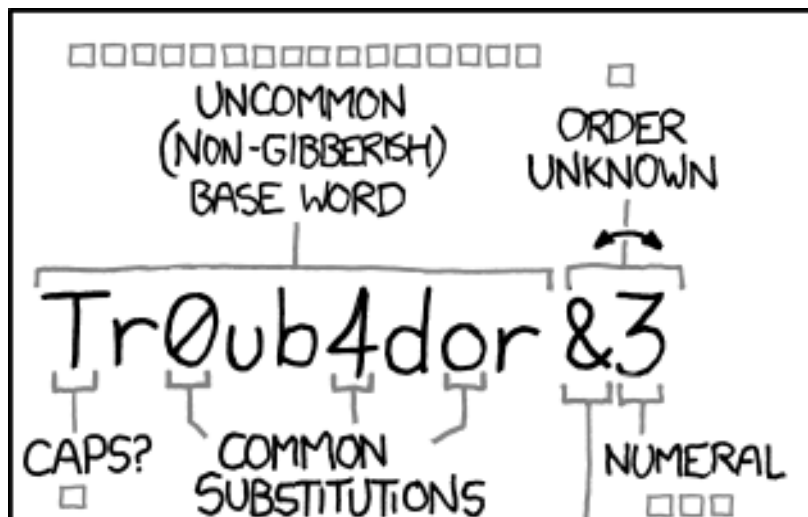 UNCOMMON
(NON-GIBBERISH)
BASE WORD
ORDER
UNKNOWN
Tr0ub4dor &3
CAPS?
COMMON
SUBSTITUTIONS
NUMERAL